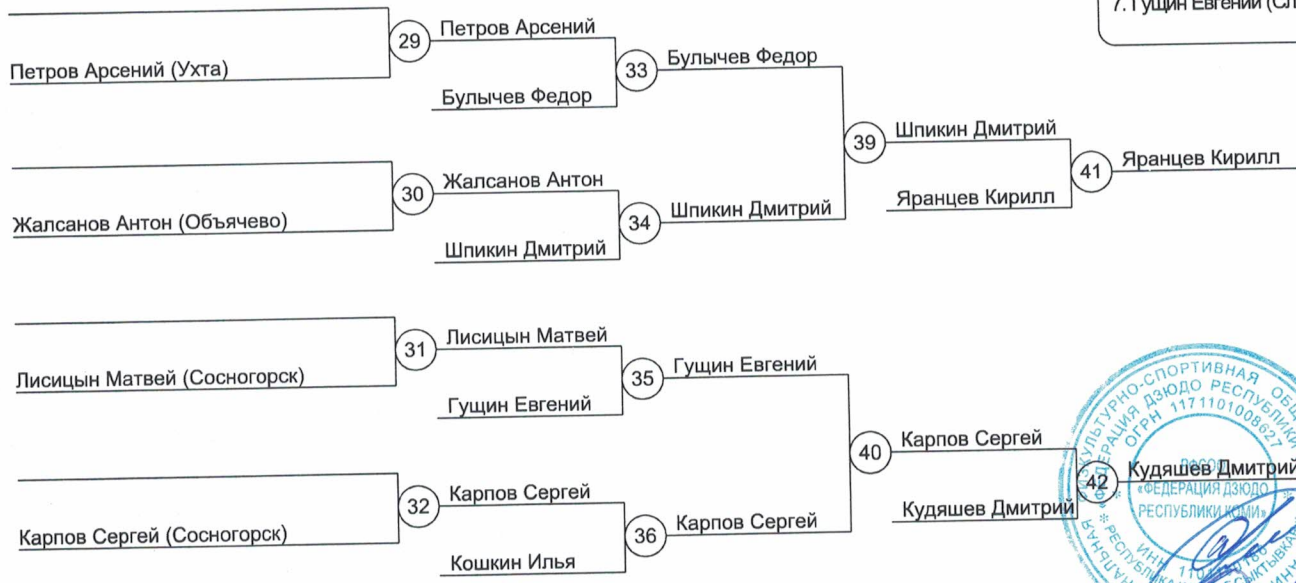 7. Гущин Евгений
29
Петров Арсений
Петров Арсений (Ухта)
33
Булычев Федор
Булычев Федор
39
Шпикин Дмитрий
30
Жалсанов Антон
Жалсанов Антон (Объячево)
34
Шпикин Дмитрий
Шпикин Дмитрий
Яранцев Кирилл
41
Яранцев Кирилл
31
Лисицын Матвей
Лисицын Матвей (Сосногорск)
35
Гущин Евгений
Гущин Евгений
40
Карпов Сергей
32
Карпов Сергей
Карпов Сергей (Сосногорск)
36
Карпов Сергей
Кошкин Илья
Кудяшев Дмитрий
42
Кудяшев Дмитрий
ФЕДЕРАЦИЯ ДЗЮДО РЕСПУБЛИКИ
ОГРН 1171101008627
«ФЕДЕРАЦИЯ ДЗЮДО
РЕСПУБЛИКИ КОМИ»
ИНН